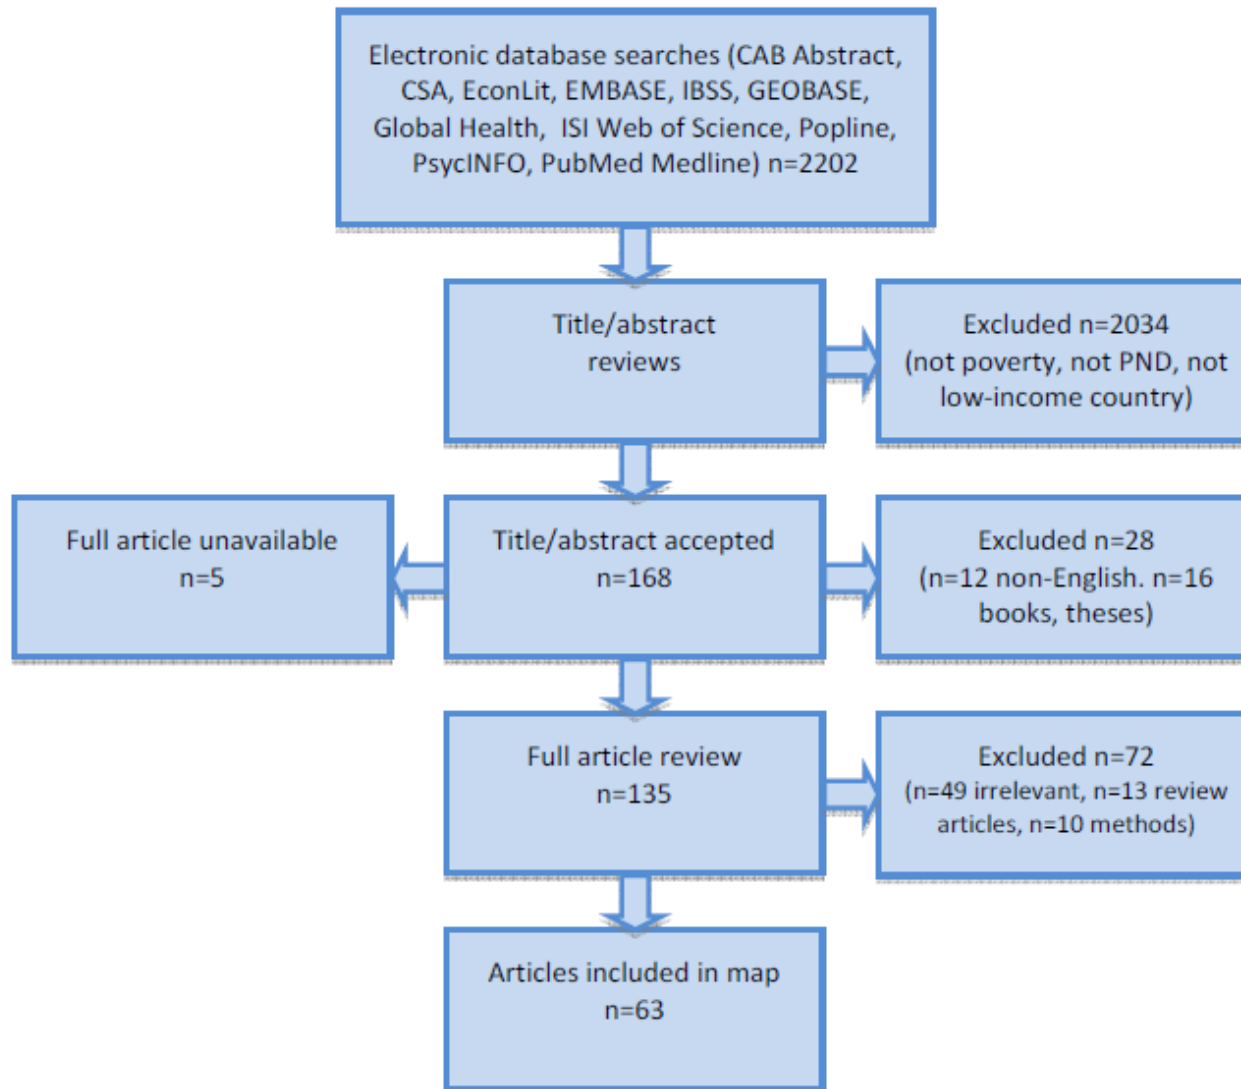 Electronic database searches (CAB Abstract,
CSA, EconLit, EMBASE, IBSS, GEOBASE,
Global Health, ISI Web of Science, Popline,
PsycINFO, PubMed Medline) n=2202
Title/abstract
reviews
Excluded n=2034
(not poverty, not PND, not
low-income country)
Full article unavailable
n=5
Title/abstract accepted
n=168
Excluded n=28
(n=12 non-English. n=16
books, theses)
Full article review
n=135
Excluded n=72
(n=49 irrelevant, n=13 review
articles, n=10 methods)
Articles included in map
n=63